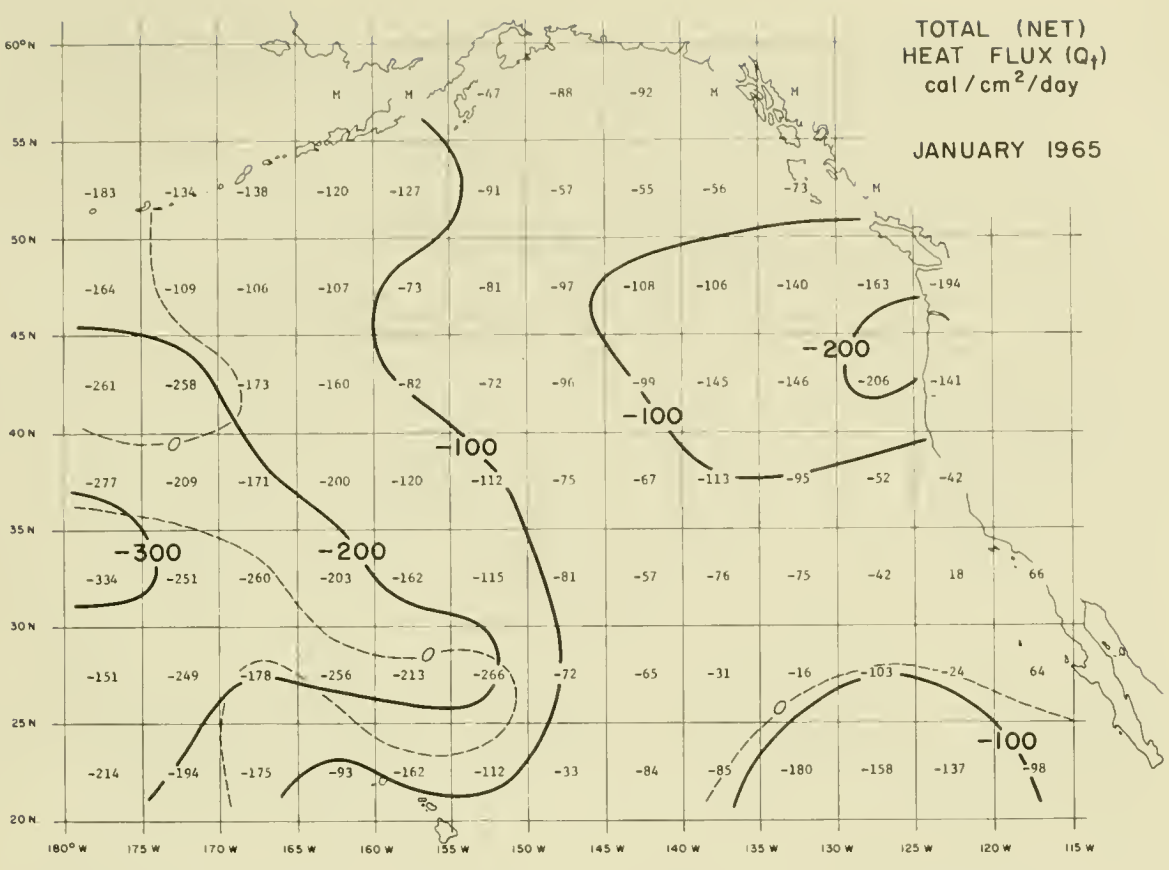 TOTAL (NET)
HEAT FLUX (Qt)
cal/cm²/day
JANUARY 1965
60°N
M M -47 -88 -92 M M
55 N
-183 -134 -138 -120 -127 -91 -57 -55 -56 -73 M
50 N
-164 -109 -106 -107 -73 -81 -97 -108 -106 -140 -163 -194
45 N
-200
-261 -258 -173 -160 -82 -72 -96 -99 -145 -146 -206 -141
-100
40 N
0 -100
-277 -209 -171 -200 -120 -112 -75 -67 -113 -95 -52 -42
35 N
-300 -200
-334 -251 -260 -203 -162 -115 -81 -57 -76 -75 -42 18 66
30 N
0
-151 -249 -178 -256 -213 -266 -72 -65 -31 -16 -103 -24 64
0
25 N
-100
-214 -194 -175 -93 -162 -112 -33 -84 -85 -180 -158 -137 -98
20 N
180° W 175 W 170 W 165 W 160 W 155 W 150 W 145 W 140 W 135 W 130 W 125 W 120 W 115 W